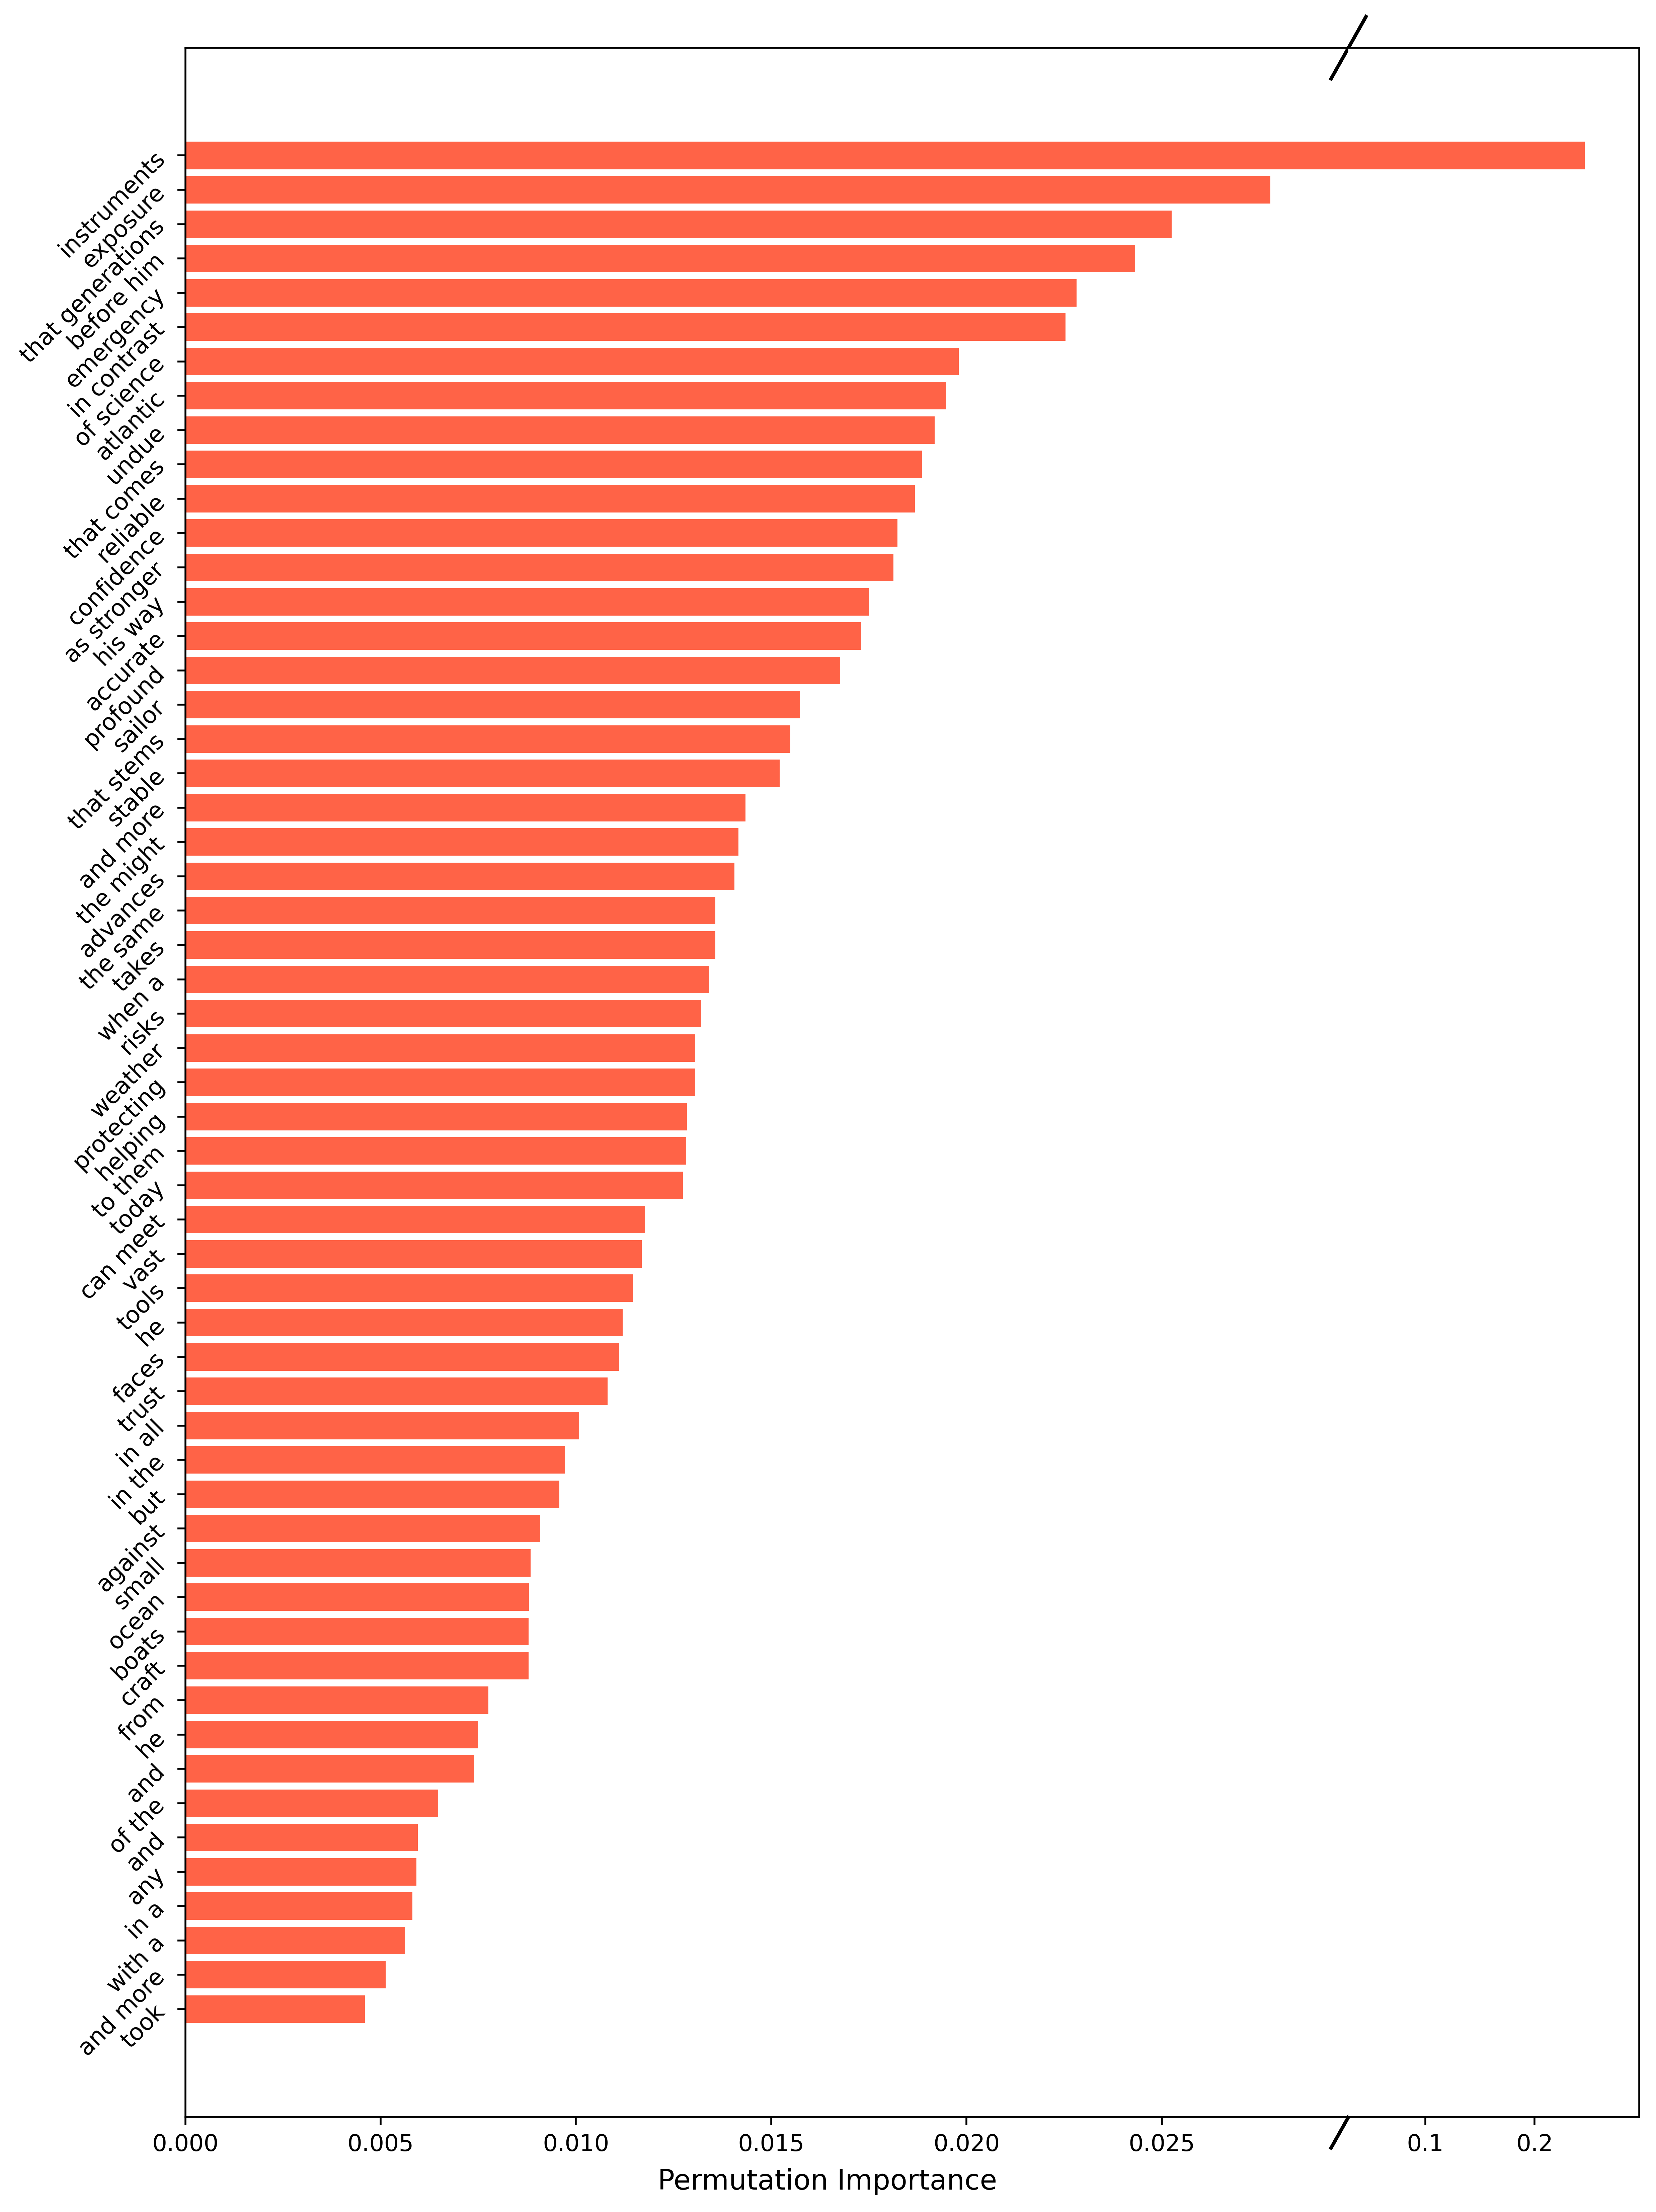 instruments
exposure
that generations
before him
emergency
in contrast
of science
atlantic
undue
that comes
reliable
confidence
as stronger
his way
accurate
profound
sailor
that stems
stable
and more
the might
advances
the same
takes
when a
risks
weather
protecting
helping
to them
today
can meet
vast
tools
he
faces
trust
in all
in the
but
against
small
ocean
boats
craft
from
he
and
of the
and
any
in a
with a
and more
took
0.000 0.005 0.010 0.015 0.020 0.025 0.1 0.2
Permutation Importance